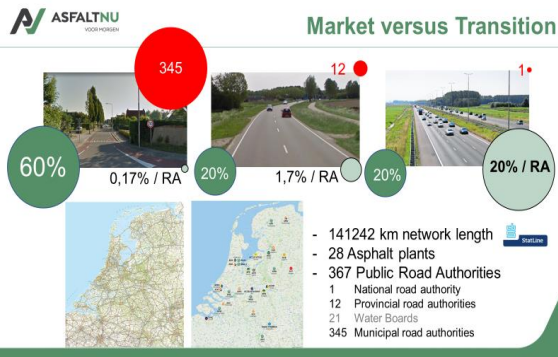 ASFALTNU
VOOR MORGEN
Market versus Transition
345
12
1
60%
0,17% / RA
20%
1,7% / RA
20%
20% / RA
- 141242 km network length
StatLine
- 28 Asphalt plants
- 367 Public Road Authorities
1 National road authority
12 Provincial road authorities
21 Water Boards
345 Municipal road authorities